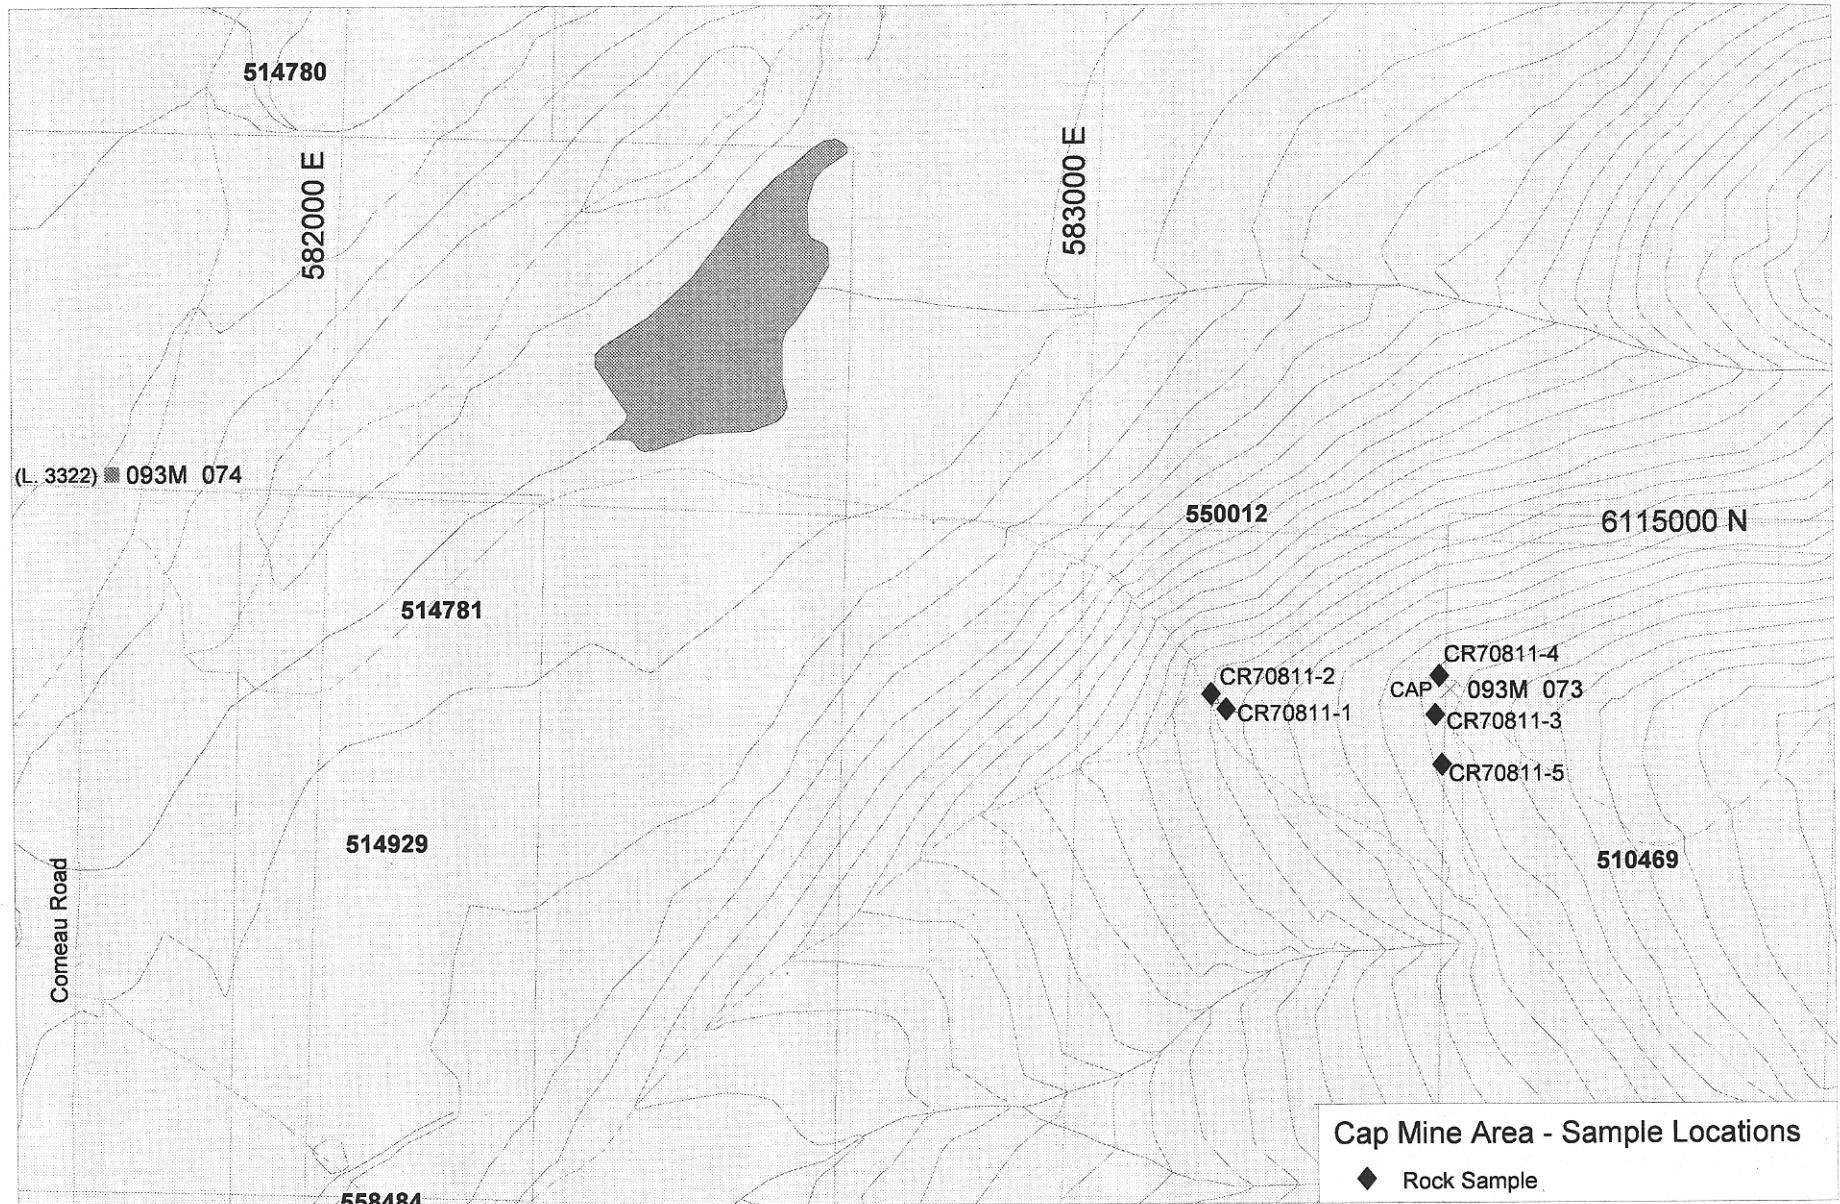 514780
582000 E
583000 E
(L. 3322) 093M 074
550012
6115000 N
514781
CR70811-4
CR70811-2
CAP 093M 073
CR70811-1
CR70811-3
CR70811-5
514929
510469
Comeau Road
Cap Mine Area - Sample Locations
Rock Sample
558484